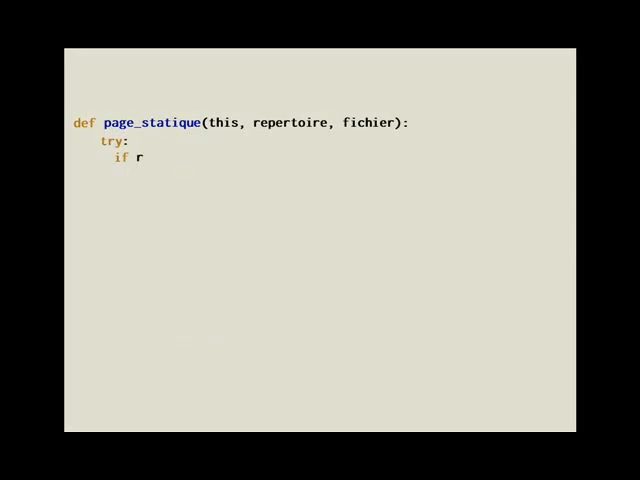 def page_statique(this, repertoire, fichier):
try:
if r